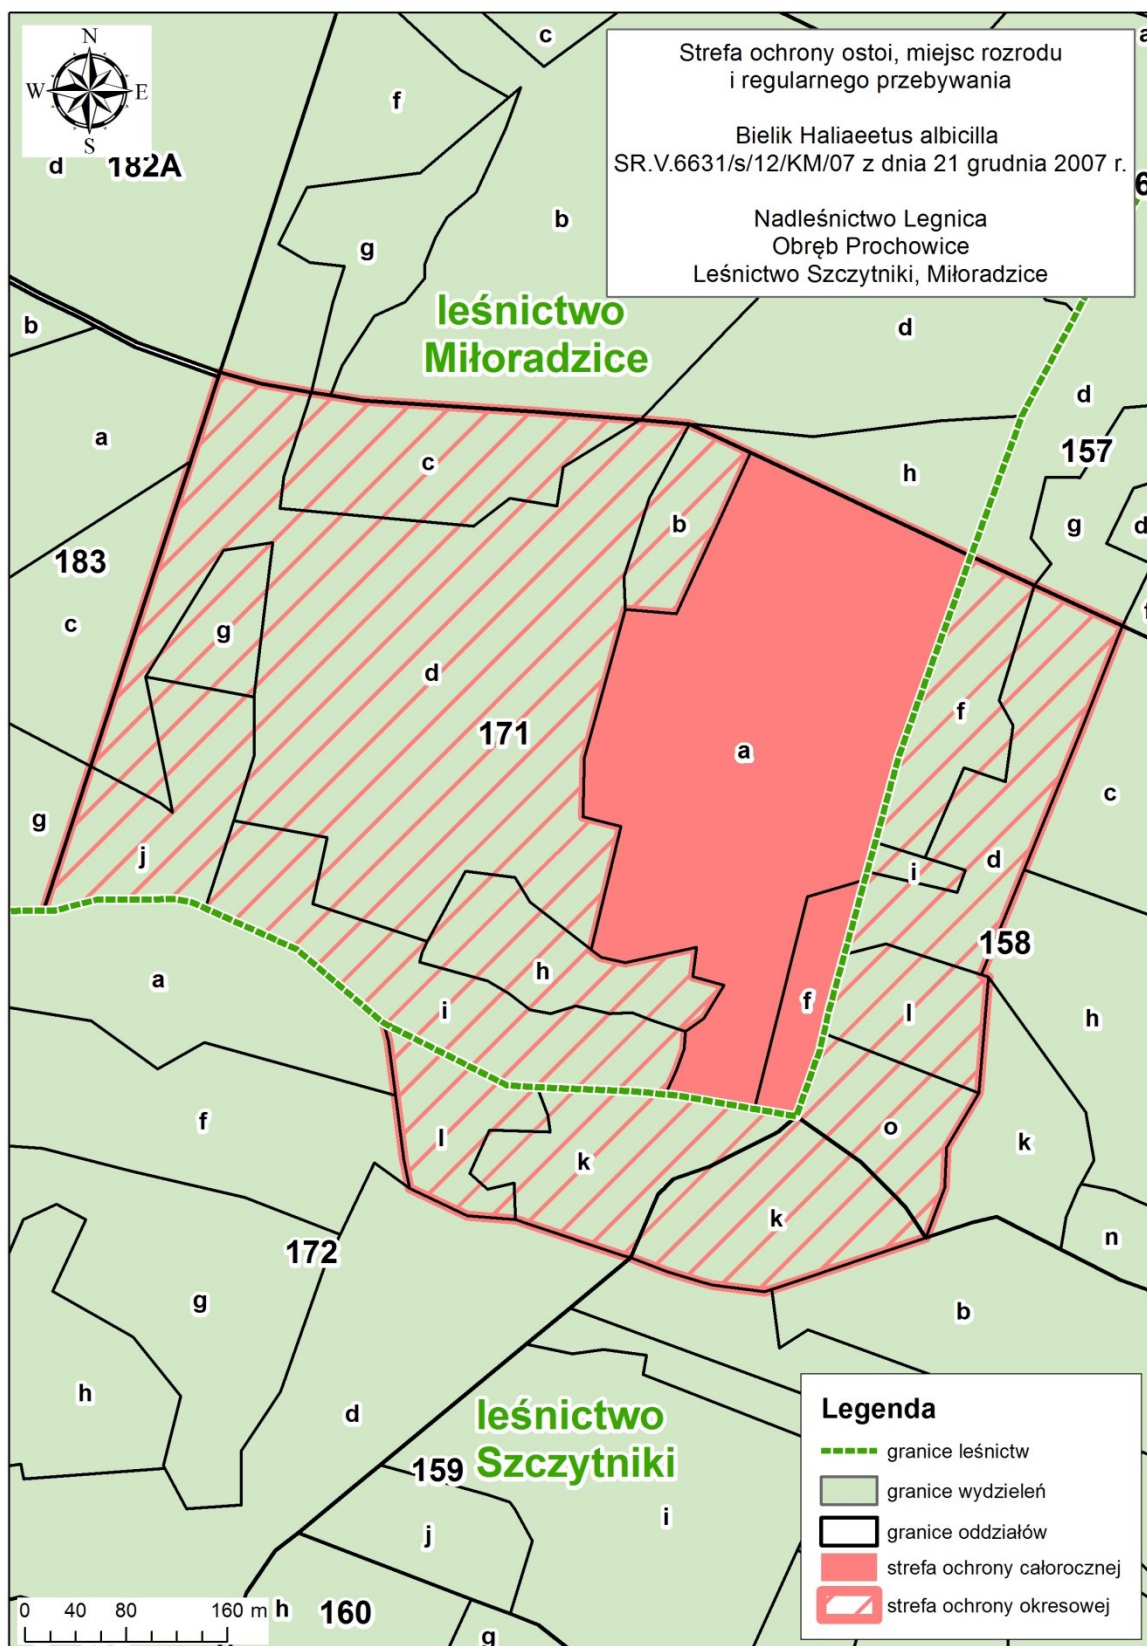 N
W E
S
Strefa ochrony ostoi, miejsc rozrodu
i regularnego przebywania
Bielik Haliaeetus albicilla
SR.V.6631/s/12/KM/07 z dnia 21 grudnia 2007 r.
Nadleśnictwo Legnica
Obręb Prochowice
Leśnictwo Szczytniki, Miłoradzice
c
a
f
d 182A
6
b
g
leśnictwo
Miłoradzice
b
d
d
a
c
157
h
b
g
d
183
f
c
g
d
f
171
a
g
c
j
i
d
158
a
h
f
i
l
h
f
l
k
o
k
k
n
172
g
b
h
d
leśnictwo
Szczytniki
159
j
i
h 160
g
Legenda
granice leśnictw
granice wydzieleń
granice oddziałów
strefa ochrony całorocznej
strefa ochrony okresowej
0 40 80 160 m